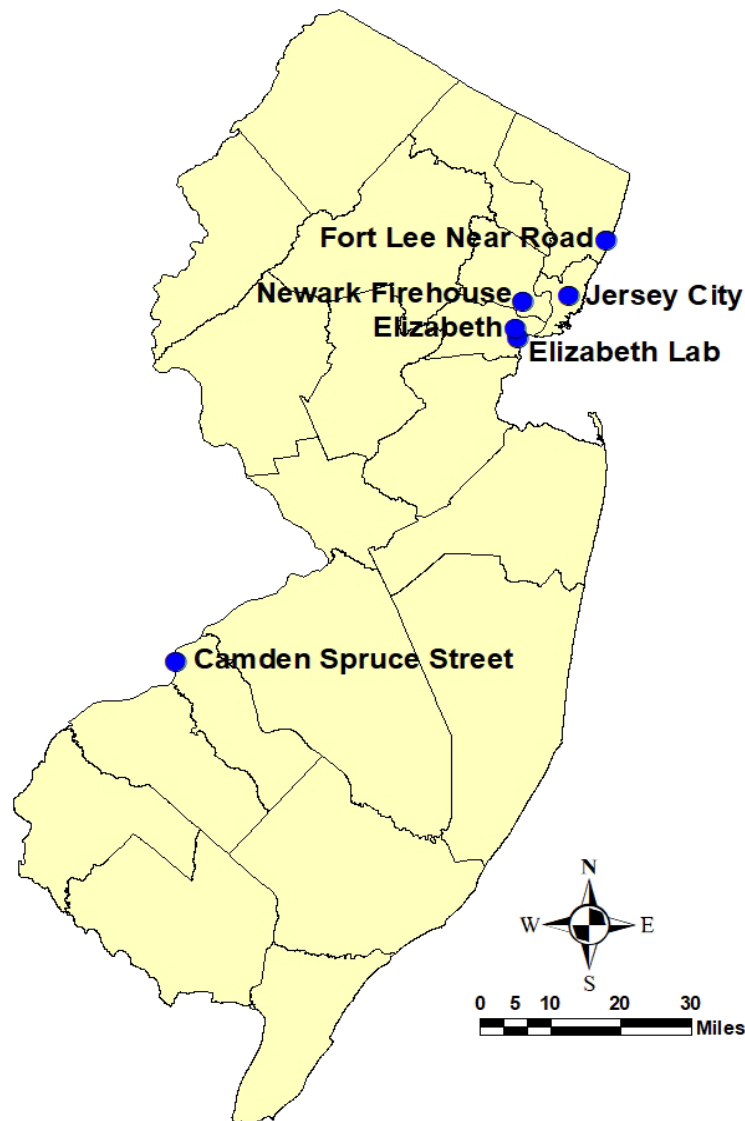 Fort Lee Near Road
Newark Firehouse
Jersey City
Elizabeth
Elizabeth Lab
Camden Spruce Street
N
W
E
S
0 5 10 20 30
Miles